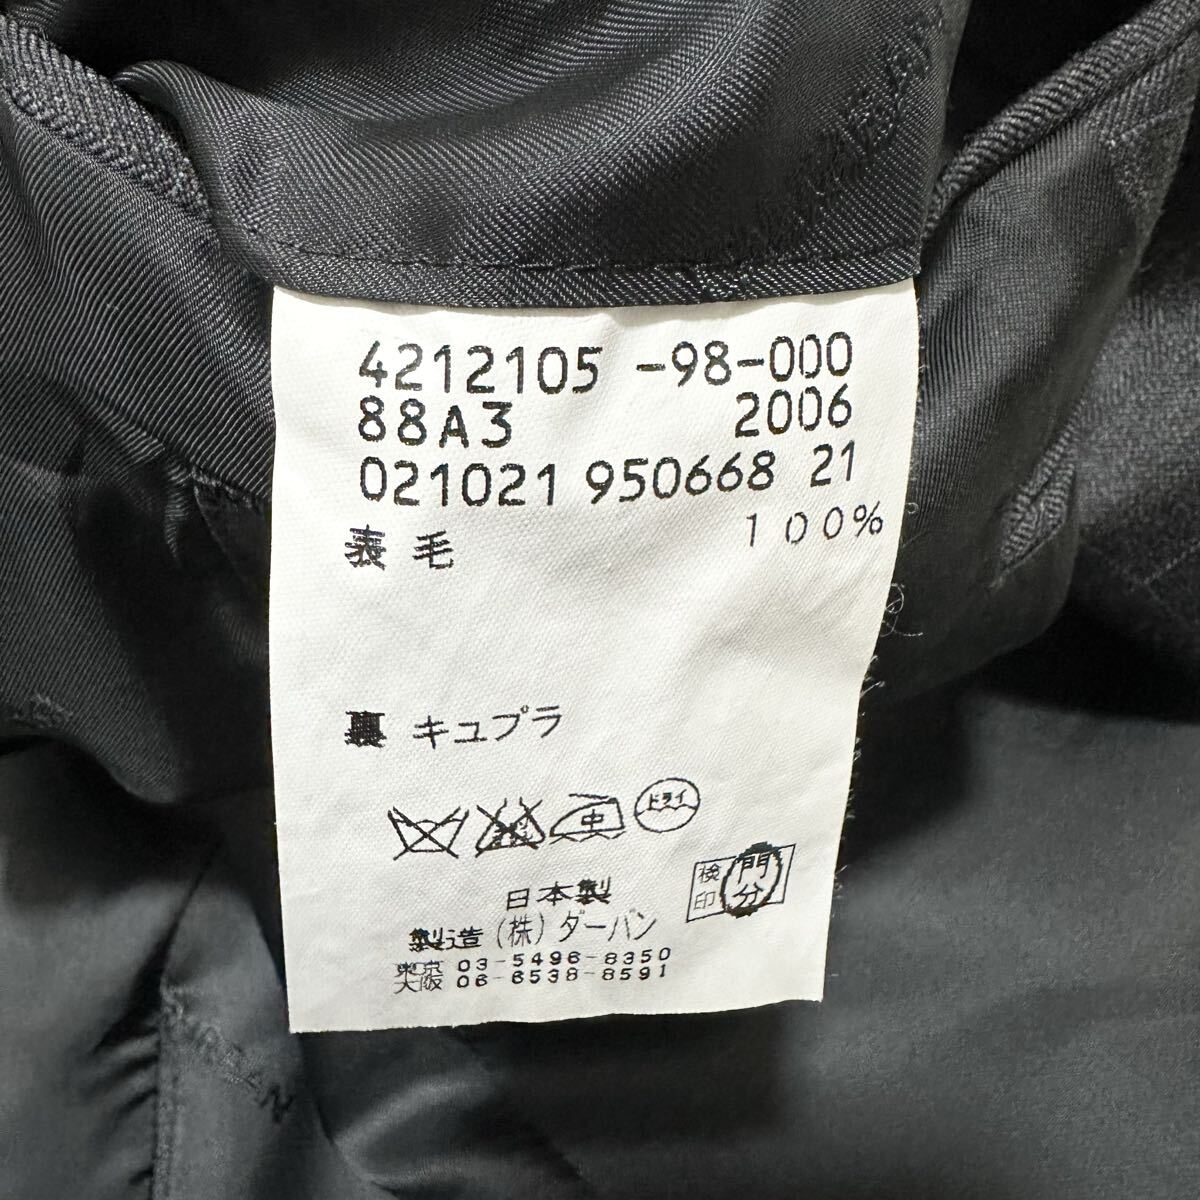 4212105 -98-000
88A3 2006
021021 950668 21
表 毛 100%
裏 キュプラ
中 ドライ
日本製
検印 門分
製造 (株) ダーバン
東京 03-5496-8350
大阪 06-6538-8591